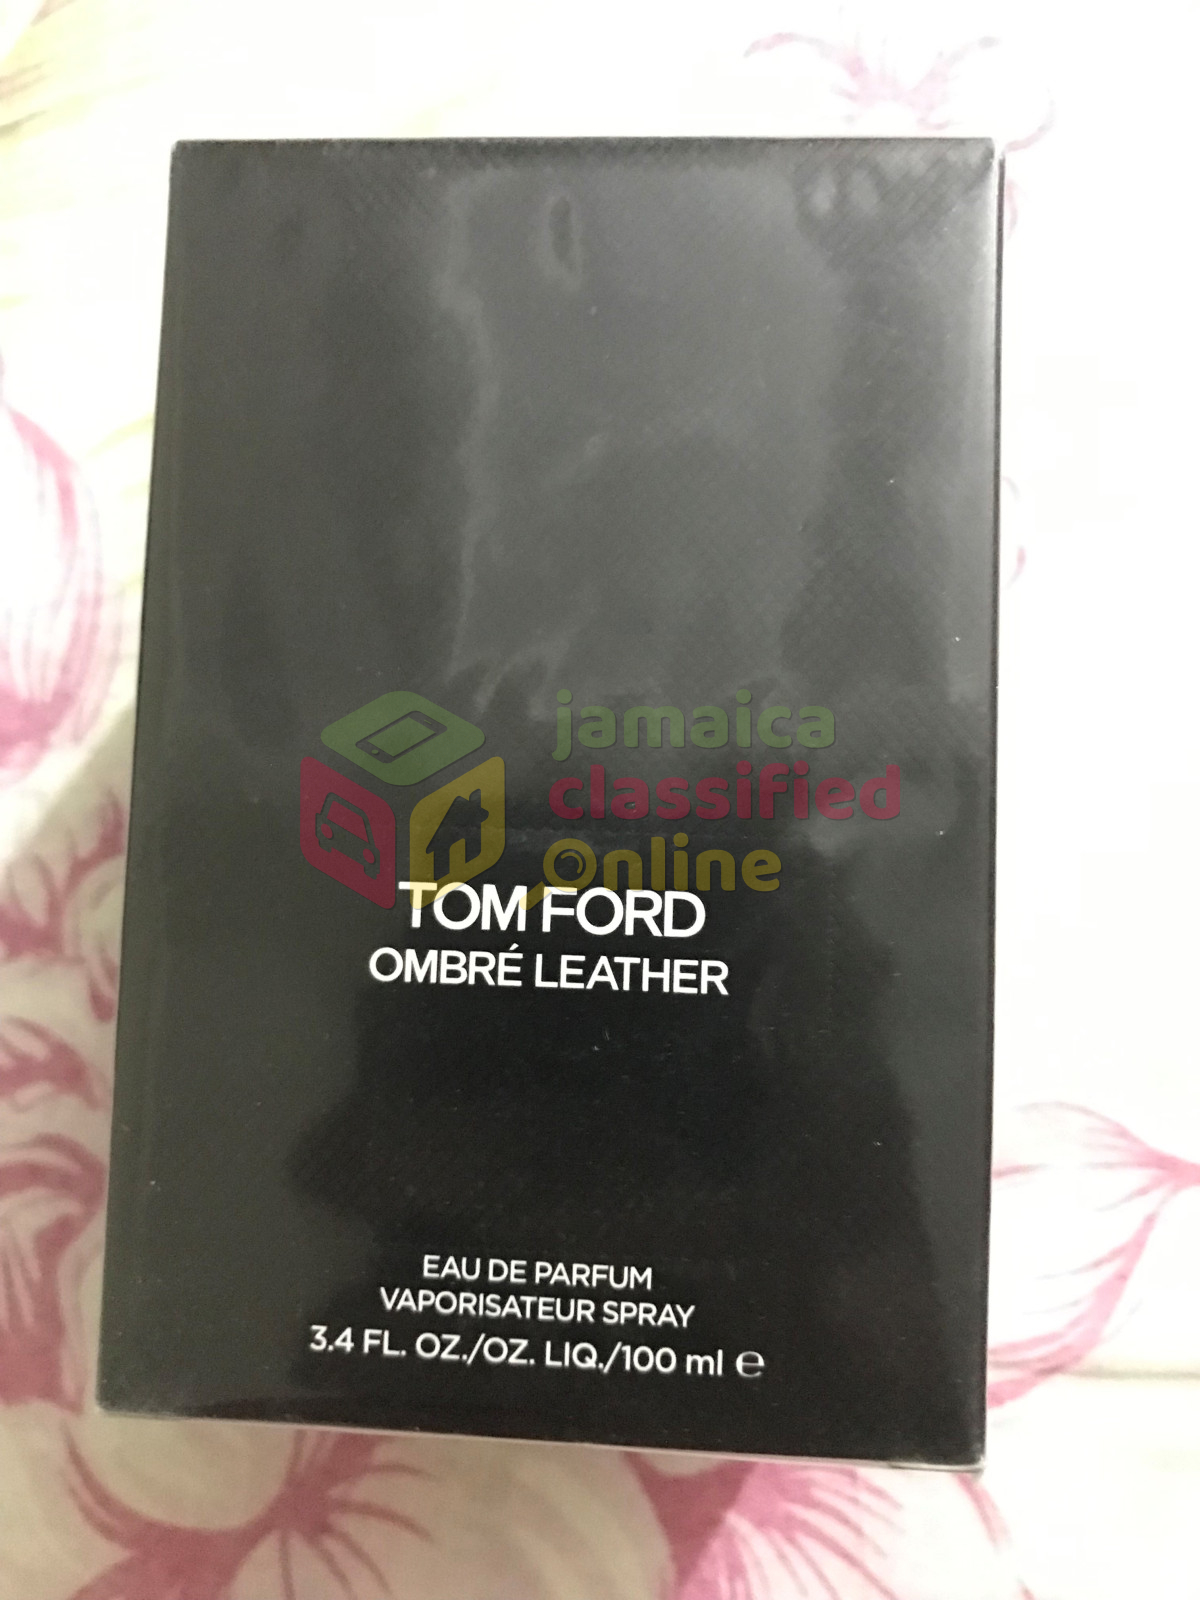 jamaica
classified
Online
TOM FORD
OMBRÉ LEATHER
EAU DE PARFUM
VAPORISATEUR SPRAY
3.4 FL. OZ./OZ. LIQ./100 ml ℮